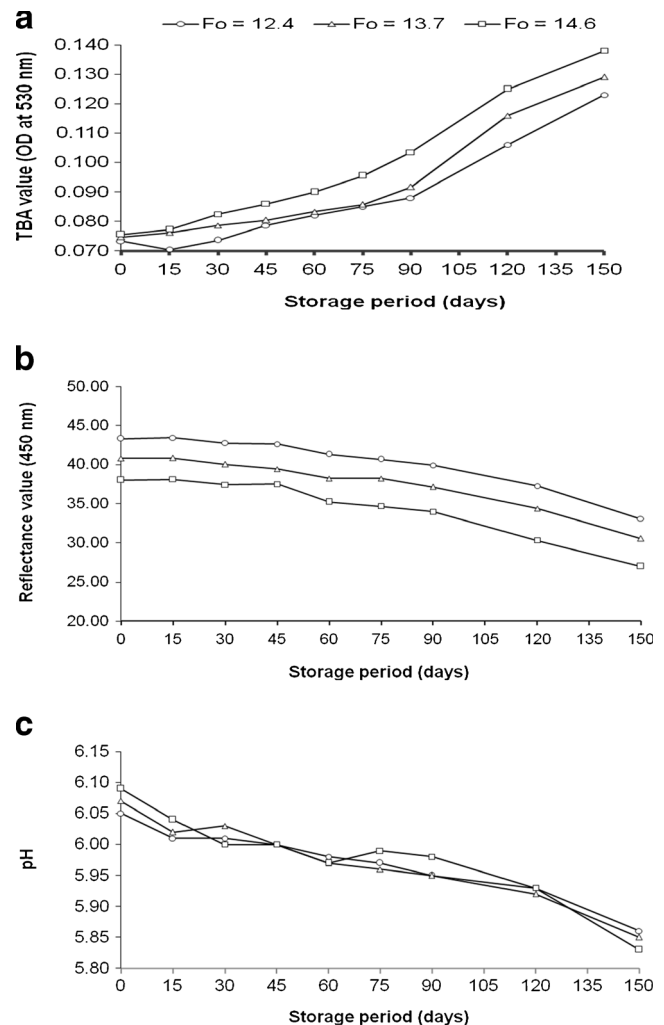 a
Fo = 12.4 Fo = 13.7 Fo = 14.6
TBA value (OD at 530 nm)
0.140
0.130
0.120
0.110
0.100
0.090
0.080
0.070
0 15 30 45 60 75 90 105 120 135 150
Storage period (days)
b
Reflectance value (450 nm)
50.00
45.00
40.00
35.00
30.00
25.00
20.00
0 15 30 45 60 75 90 105 120 135 150
Storage period (days)
c
pH
6.15
6.10
6.05
6.00
5.95
5.90
5.85
5.80
0 15 30 45 60 75 90 105 120 135 150
Storage period (days)